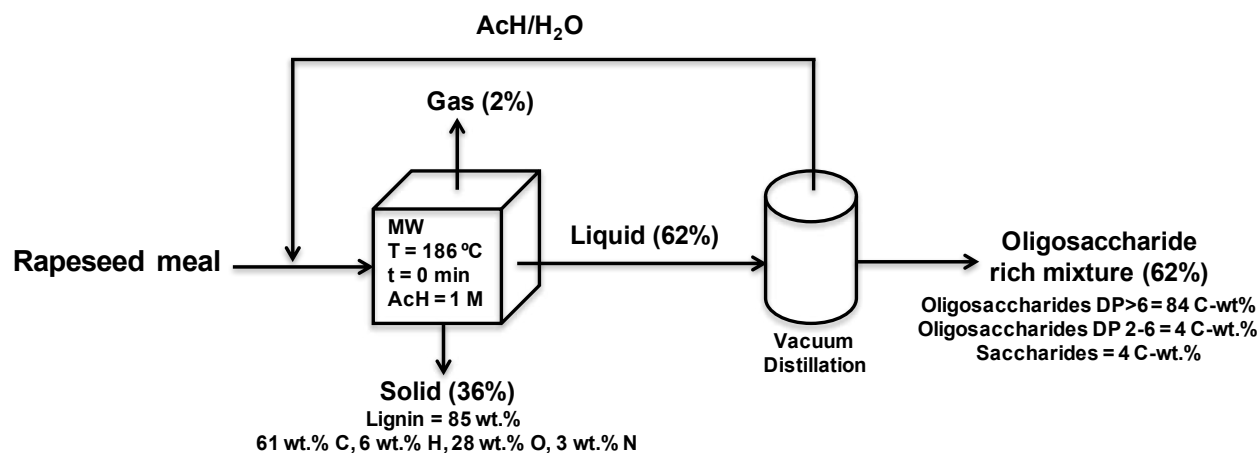 AcH/H₂O
Gas (2%)
MW
T = 186 ºC
t = 0 min
AcH = 1 M
Rapeseed meal
Liquid (62%)
Oligosaccharide
rich mixture (62%)
Oligosaccharides DP>6 = 84 C-wt%
Oligosaccharides DP 2-6 = 4 C-wt.%
Saccharides = 4 C-wt.%
Vacuum
Distillation
Solid (36%)
Lignin = 85 wt.%
61 wt.% C, 6 wt.% H, 28 wt.% O, 3 wt.% N